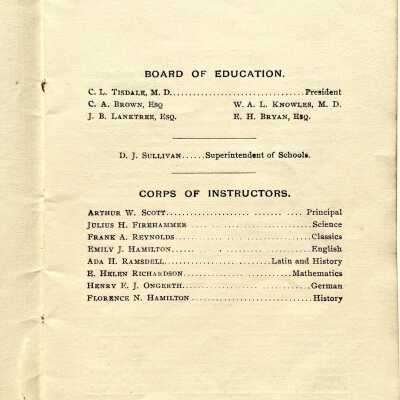 BOARD OF EDUCATION.
C. L. TISDALE, M. D. President
C. A. BROWN, ESQ W. A. L. KNOWLES, M. D.
J. B. LANKTREE, ESQ. E. H. BRYAN, ESQ.
D. J. SULLIVAN......Superintendent of Schools.
CORPS OF INSTRUCTORS.
ARTHUR W. SCOTT Principal
JULIUS H. FIREHAMMER Science
FRANK A. REYNOLDS Classics
EMILY J. HAMILTON English
ADA H. RAMSDELL Latin and History
E. HELEN RICHARDSON Mathematics
HENRY E. J. ONGERTH German
FLORENCE N. HAMILTON History